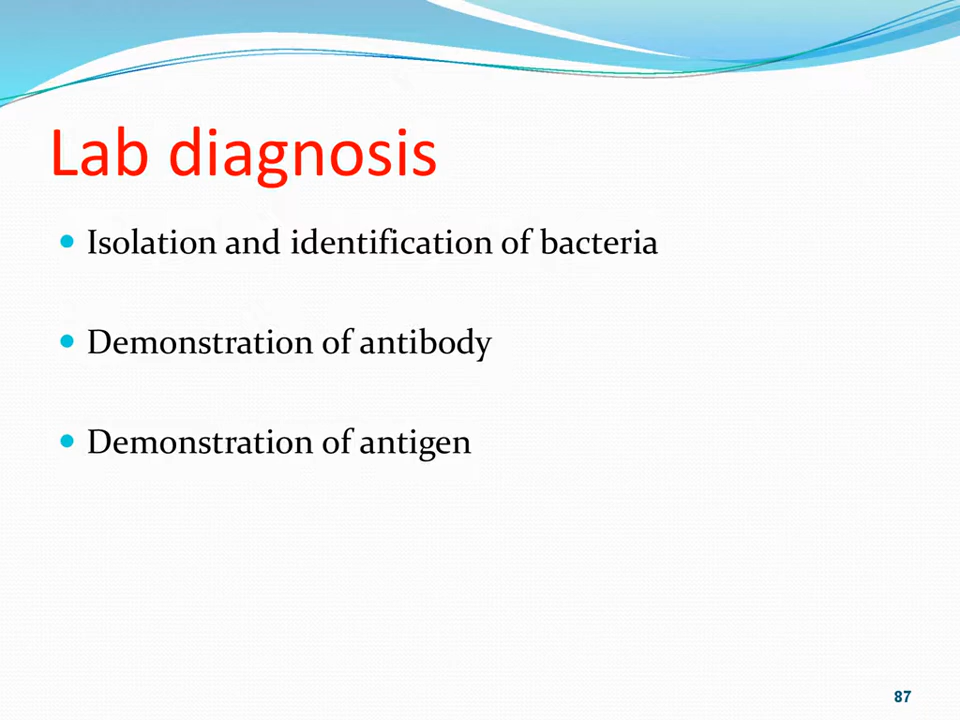 Lab diagnosis
• Isolation and identification of bacteria
• Demonstration of antibody
• Demonstration of antigen
87